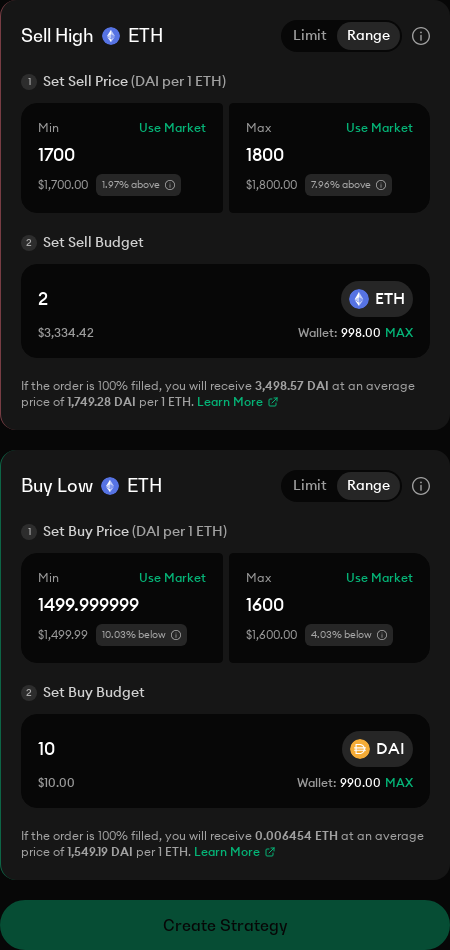 Sell High ETH Limit Range
1 Set Sell Price (DAI per 1 ETH)
Min Use Market Max Use Market
1700 1800
$1,700.00 1.97% above $1,800.00 7.96% above
2 Set Sell Budget
2 ETH
$3,334.42 Wallet: 998.00 MAX
If the order is 100% filled, you will receive 3,498.57 DAI at an average
price of 1,749.28 DAI per 1 ETH. Learn More
Buy Low ETH Limit Range
1 Set Buy Price (DAI per 1 ETH)
Min Use Market Max Use Market
1499.999999 1600
$1,499.99 10.03% below $1,600.00 4.03% below
2 Set Buy Budget
10 DAI
$10.00 Wallet: 990.00 MAX
If the order is 100% filled, you will receive 0.006454 ETH at an average
price of 1,549.19 DAI per 1 ETH. Learn More
Create Strategy